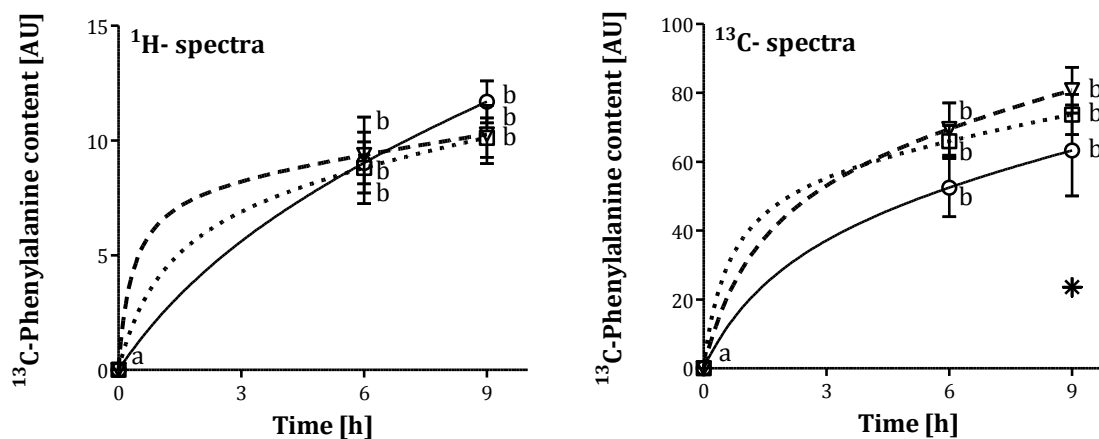 ¹H- spectra
¹³C-Phenylalanine content [AU]
15
10
5
0
a
b
b
b
b
b
b
0
3
6
9
Time [h]
¹³C- spectra
¹³C-Phenylalanine content [AU]
100
80
60
40
20
0
a
b
b
b
b
b
b
0
3
6
9
Time [h]